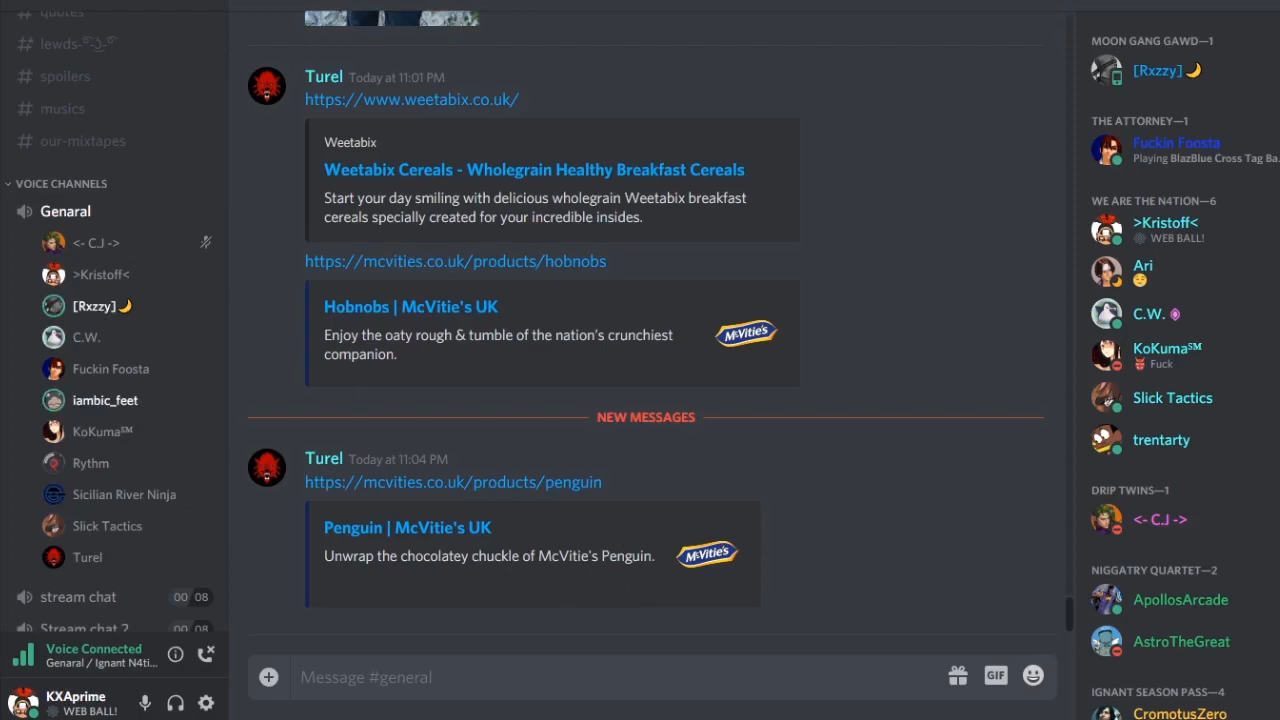 quotes
lewds-
spoilers
musics
our-mixtapes
VOICE CHANNELS
Genaral
<- C.J ->
>Kristoff<
[Rxzzy]🌙
C.W.
Fuckin Foosta
iambic_feet
KoKuma℠
Rythm
Sicilian River Ninja
Slick Tactics
Turel
stream chat 00 08
Stream chat 2 00 08
Voice Connected
Genaral / Ignant N4ti...
KXAprime
WEB BALL!
Turel Today at 11:01 PM
https://www.weetabix.co.uk/
Weetabix
Weetabix Cereals - Wholegrain Healthy Breakfast Cereals
Start your day smiling with delicious wholegrain Weetabix breakfast
cereals specially created for your incredible insides.
https://mcvities.co.uk/products/hobnobs
Hobnobs | McVitie's UK
Enjoy the oaty rough & tumble of the nation's crunchiest
companion.
McVitie's
NEW MESSAGES
Turel Today at 11:04 PM
https://mcvities.co.uk/products/penguin
Penguin | McVitie's UK
Unwrap the chocolatey chuckle of McVitie's Penguin.
McVitie's
Message #general
GIF
MOON GANG GAWD—1
[Rxzzy]🌙
THE ATTORNEY—1
Fuckin Foosta
Playing BlazBlue Cross Tag Ba...
WE ARE THE N4TION—6
>Kristoff<
WEB BALL!
Ari
C.W.
KoKuma℠
Fuck
Slick Tactics
trentarty
DRIP TWINS—1
<- C.J ->
NIGGATRY QUARTET—2
ApollosArcade
AstroTheGreat
IGNANT SEASON PASS—4
CromotusZero